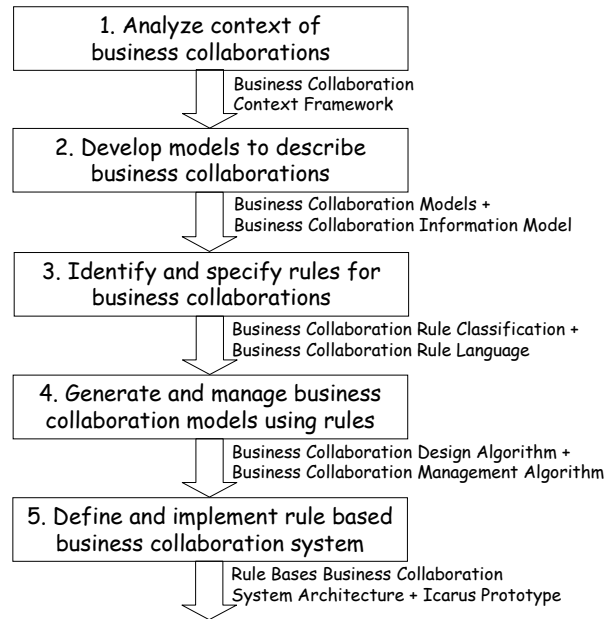 1. Analyze context of
business collaborations
Business Collaboration
Context Framework
2. Develop models to describe
business collaborations
Business Collaboration Models +
Business Collaboration Information Model
3. Identify and specify rules for
business collaborations
Business Collaboration Rule Classification +
Business Collaboration Rule Language
4. Generate and manage business
collaboration models using rules
Business Collaboration Design Algorithm +
Business Collaboration Management Algorithm
5. Define and implement rule based
business collaboration system
Rule Bases Business Collaboration
System Architecture + Icarus Prototype